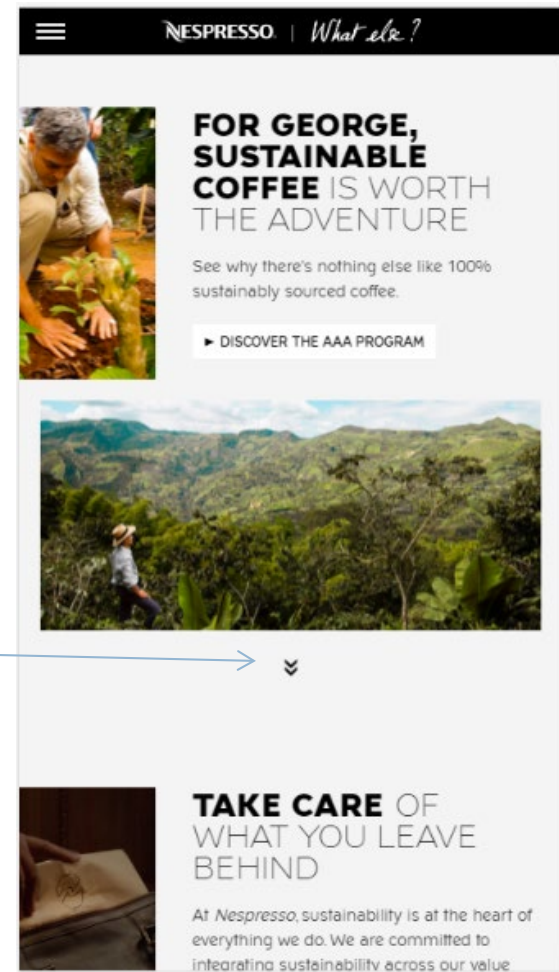 NESPRESSO. | What else?
FOR GEORGE,
SUSTAINABLE
COFFEE IS WORTH
THE ADVENTURE
See why there's nothing else like 100%
sustainably sourced coffee.
► DISCOVER THE AAA PROGRAM
TAKE CARE OF
WHAT YOU LEAVE
BEHIND
At Nespresso, sustainability is at the heart of
everything we do. We are committed to
integrating sustainability across our value